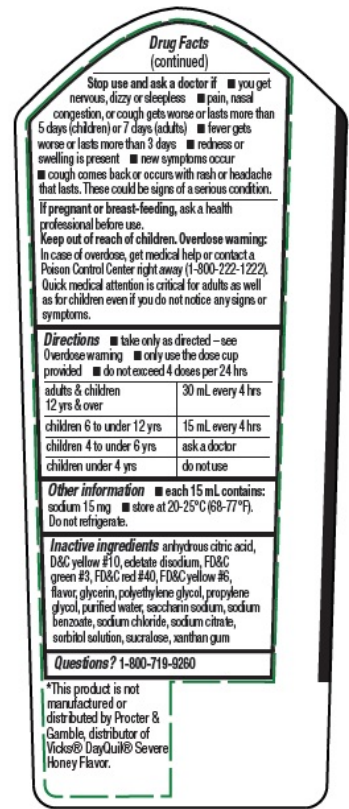 Drug Facts
(continued)
Stop use and ask a doctor if ■ you get
nervous, dizzy or sleepless ■ pain, nasal
congestion, or cough gets worse or lasts more than
5 days (children) or 7 days (adults) ■ fever gets
worse or lasts more than 3 days ■ redness or
swelling is present ■ new symptoms occur
■ cough comes back or occurs with rash or headache
that lasts. These could be signs of a serious condition.
If pregnant or breast-feeding, ask a health
professional before use.
Keep out of reach of children. Overdose warning:
In case of overdose, get medical help or contact a
Poison Control Center right away (1-800-222-1222).
Quick medical attention is critical for adults as well
as for children even if you do not notice any signs or
symptoms.
Directions ■ take only as directed – see
Overdose warning ■ only use the dose cup
provided ■ do not exceed 4 doses per 24 hrs
adults & children 30 mL every 4 hrs
12 yrs & over
children 6 to under 12 yrs 15 mL every 4 hrs
children 4 to under 6 yrs ask a doctor
children under 4 yrs do not use
Other information ■ each 15 mL contains:
sodium 15 mg ■ store at 20-25°C (68-77°F).
Do not refrigerate.
Inactive ingredients anhydrous citric acid,
D&C yellow #10, edetate disodium, FD&C
green #3, FD&C red #40, FD&C yellow #6,
flavor, glycerin, polyethylene glycol, propylene
glycol, purified water, saccharin sodium, sodium
benzoate, sodium chloride, sodium citrate,
sorbitol solution, sucralose, xanthan gum
Questions? 1-800-719-9260
*This product is not
manufactured or
distributed by Procter &
Gamble, distributor of
Vicks® DayQuil® Severe
Honey Flavor.